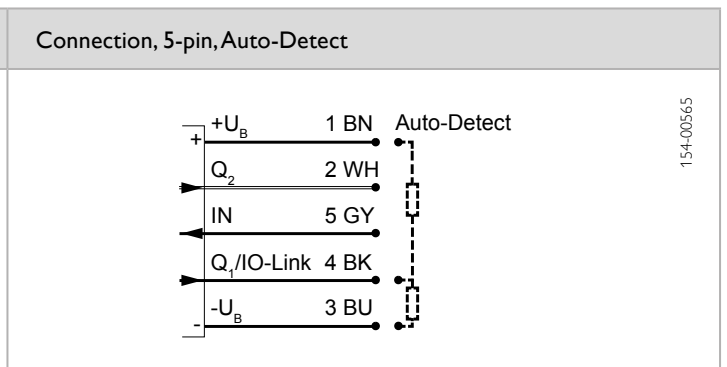 Connection, 5-pin, Auto-Detect
+U_B 1 BN Auto-Detect
+
Q_2 2 WH
IN 5 GY
Q_1/IO-Link 4 BK
-U_B 3 BU
-
154-00565